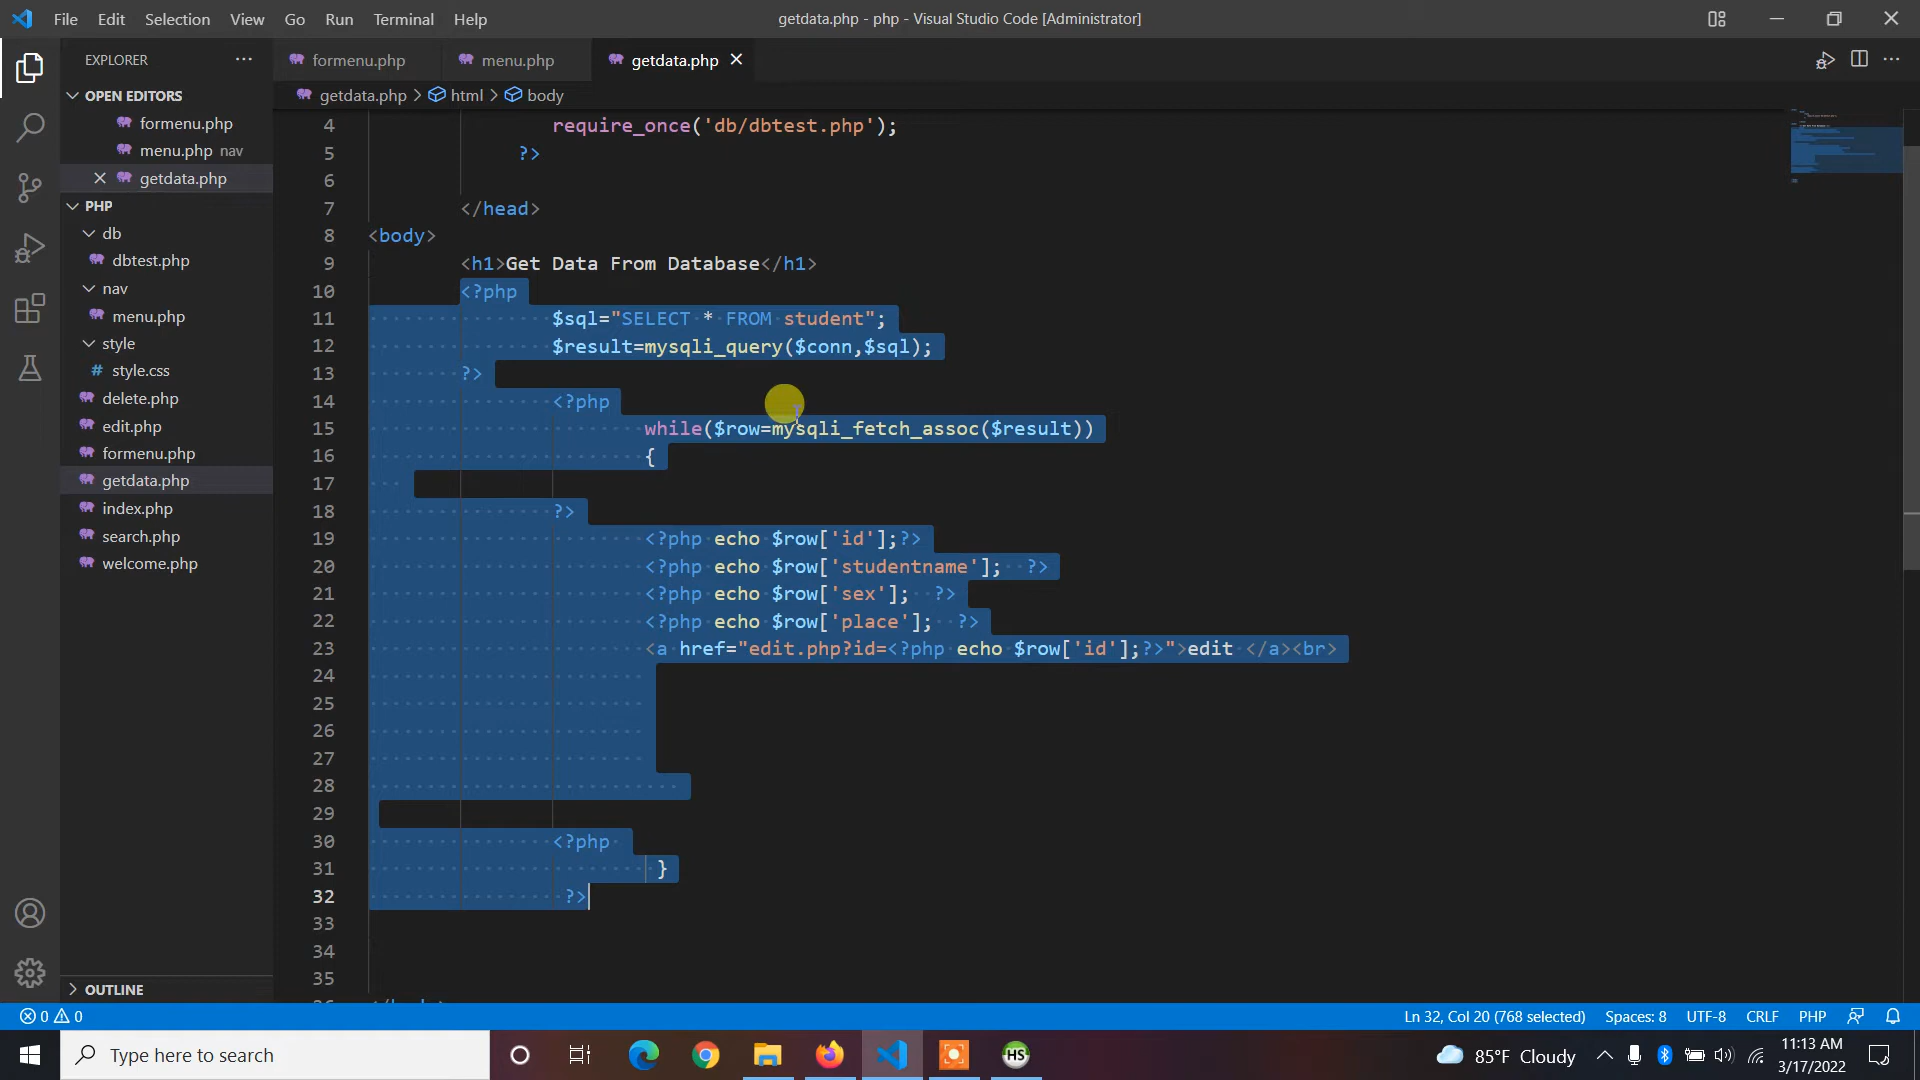 File Edit Selection View Go Run Terminal Help
getdata.php - php - Visual Studio Code [Administrator]
EXPLORER
formenu.php
menu.php
getdata.php
OPEN EDITORS
formenu.php
menu.php nav
getdata.php
PHP
db
dbtest.php
nav
menu.php
style
# style.css
delete.php
edit.php
formenu.php
getdata.php
index.php
search.php
welcome.php
OUTLINE
getdata.php > html > body
4 require_once('db/dbtest.php');
5 ?>
6
7 </head>
8 <body>
9 <h1>Get Data From Database</h1>
10 <?php
11 $sql="SELECT * FROM student";
12 $result=mysqli_query($conn,$sql);
13 ?>
14 <?php
15 while($row=mysqli_fetch_assoc($result))
16 {
17
18 ?>
19 <?php echo $row['id'];?>
20 <?php echo $row['studentname']; ?>
21 <?php echo $row['sex']; ?>
22 <?php echo $row['place']; ?>
23 <a href="edit.php?id=<?php echo $row['id'];?>">edit </a><br>
24
25
26
27
28
29
30 <?php
31 }
32 ?>
33
34
35
0 0
Ln 32, Col 20 (768 selected) Spaces: 8 UTF-8 CRLF PHP
Type here to search
HS
85°F Cloudy
11:13 AM
3/17/2022